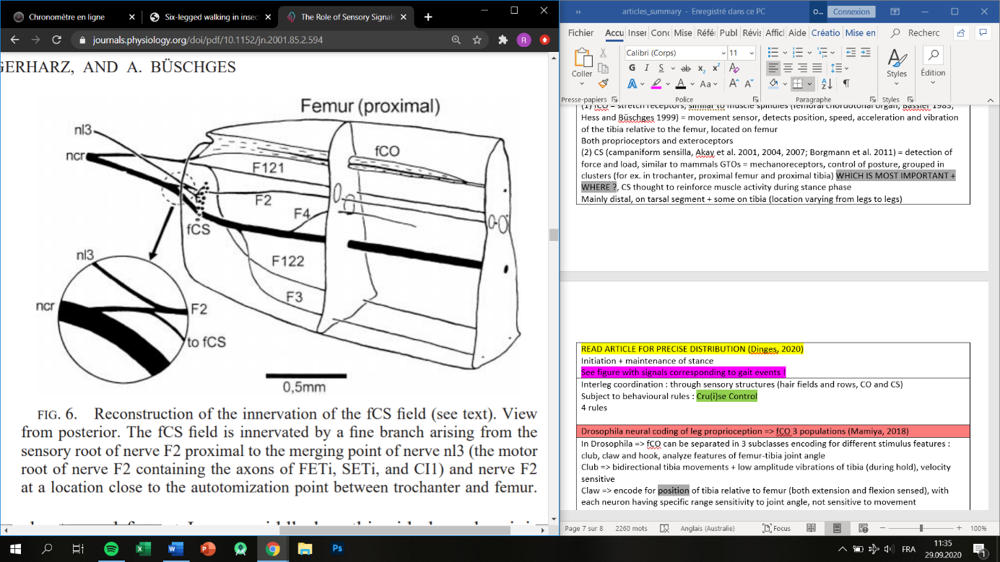 Chronomètre en ligne
Six-legged walking in insec
The Role of Sensory Signals
journals.physiology.org/doi/pdf/10.1152/jn.2001.85.2.594
R
GERHARZ, AND A. BÜSCHGES
Femur (proximal)
nl3
ncr
fCO
F121
F2
F4
fCS
F122
F3
nl3
ncr
F2
to fCS
0,5mm
FIG. 6. Reconstruction of the innervation of the fCS field (see text). View
from posterior. The fCS field is innervated by a fine branch arising from the
sensory root of nerve F2 proximal to the merging point of nerve nl3 (the motor
root of nerve F2 containing the axons of FETi, SETi, and CI1) and nerve F2
at a location close to the autotomization point between trochanter and femur.
articles_summary - Enregistré dans ce PC
O...
Connexion
Fichier Accu Inser Conc Mise Référ Publ Révis Affic Aide Créatio Mise en Recherc
Coller
Calibri (Corps) 11
G I S ab x₂ x²
A A Aa A A
Styles
Édition
Presse-papiers Police Paragraphe Styles
(1) fCO = stretch receptors, similar to muscle spindles (femoral chordotonal organ, Bässler 1983,
Hess and Büschges 1999) = movement sensor, detects position, speed, acceleration and vibration
of the tibia relative to the femur, located on femur
Both proprioceptors and exteroceptors
(2) CS (campaniform sensilla, Akay et al. 2001, 2004, 2007; Borgmann et al. 2011) = detection of
force and load, similar to mammals GTOs = mechanoreceptors, control of posture, grouped in
clusters (for ex. in trochanter, proximal femur and proximal tibia) WHICH IS MOST IMPORTANT +
WHERE ?, CS thought to reinforce muscle activity during stance phase
Mainly distal, on tarsal segment + some on tibia (location varying from legs to legs)
READ ARTICLE FOR PRECISE DISTRIBUTION (Dinges, 2020)
Initiation + maintenance of stance
See figure with signals corresponding to gait events !
Interleg coordination : through sensory structures (hair fields and rows, CO and CS)
Subject to behavioural rules : Cru(i)se Control
4 rules
Drosophila neural coding of leg proprioception => fCO 3 populations (Mamiya, 2018)
In Drosophila => fCO can be separated in 3 subclasses encoding for different stimulus features :
club, claw and hook, analyze features of femur-tibia joint angle
Club => bidirectional tibia movements + low amplitude vibrations of tibia (during hold), velocity
sensitive
Claw => encode for position of tibia relative to femur (both extension and flexion sensed), with
each neuron having specific range sensitivity to joint angle, not sensitive to movement
Page 7 sur 8 2260 mots Anglais (Australie) Focus 100%
Ps
FRA
11:35
29.09.2020
1